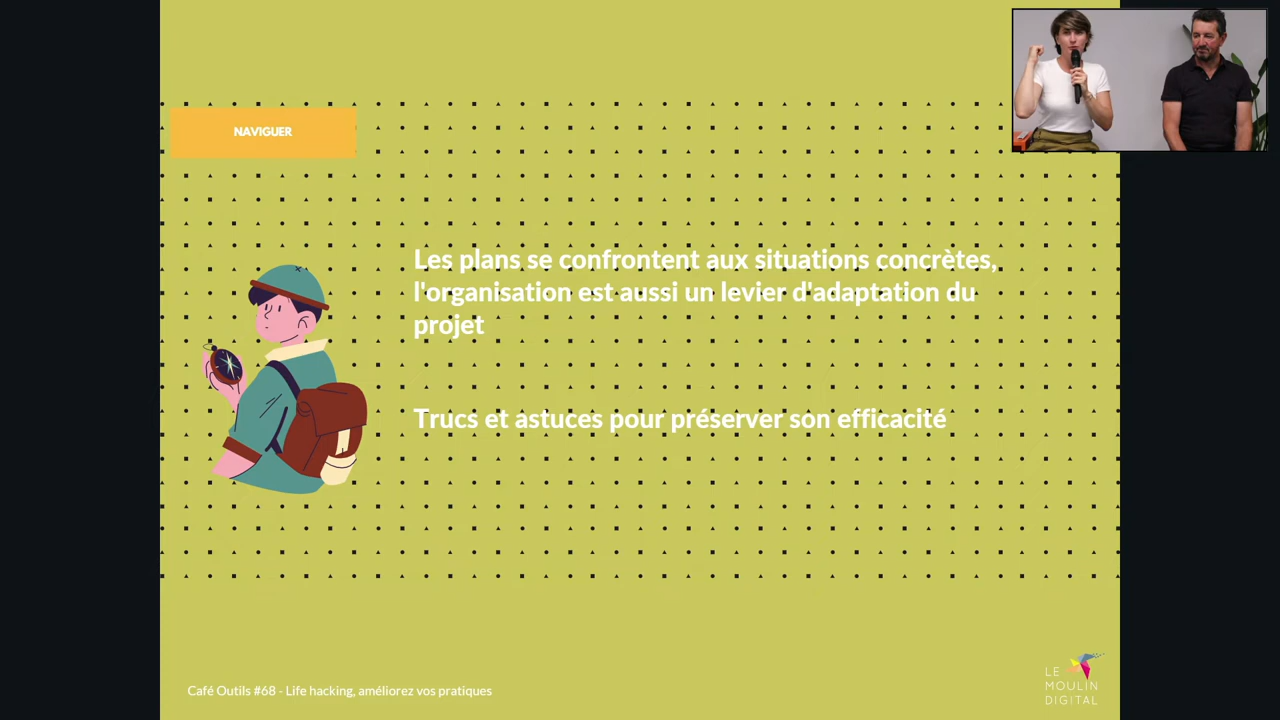 NAVIGUER
Les plans se confrontent aux situations concrètes,
l'organisation est aussi un levier d'adaptation du
projet
Trucs et astuces pour préserver son efficacité
Café Outils #68 - Life hacking, améliorez vos pratiques
LE
MOULIN
DIGITAL